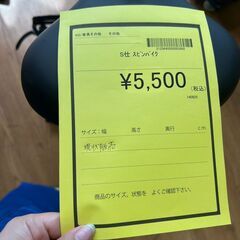 S仕 スピンバイク
¥5,500
(税込)
サイズ:幅 高さ 奥行 cm
現状販売
商品のサイズ、状態を よくご確認下さい。